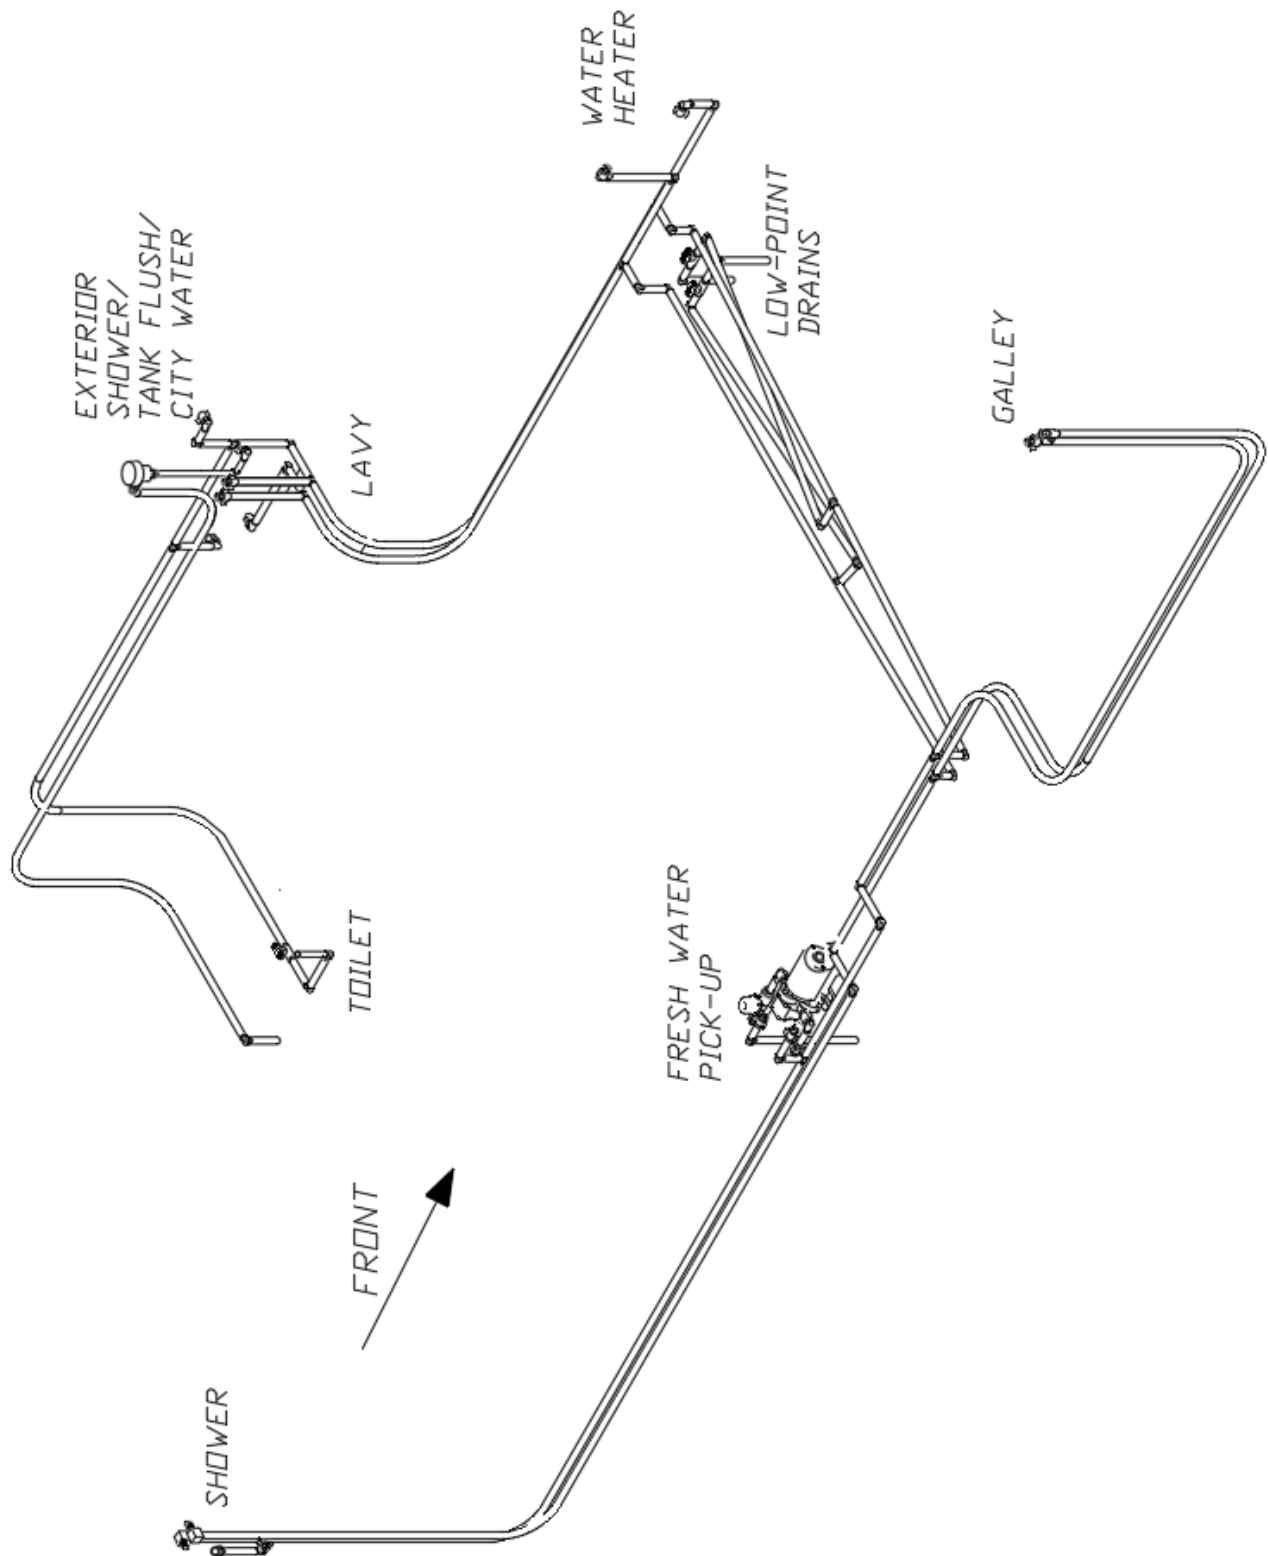 WATER
HEATER
EXTERIOR
SHOWER/
TANK FLUSH/
CITY WATER
LOW-POINT
DRAINS
LAVY
GALLEY
TOILET
FRESH WATER
PICK-UP
FRONT
SHOWER